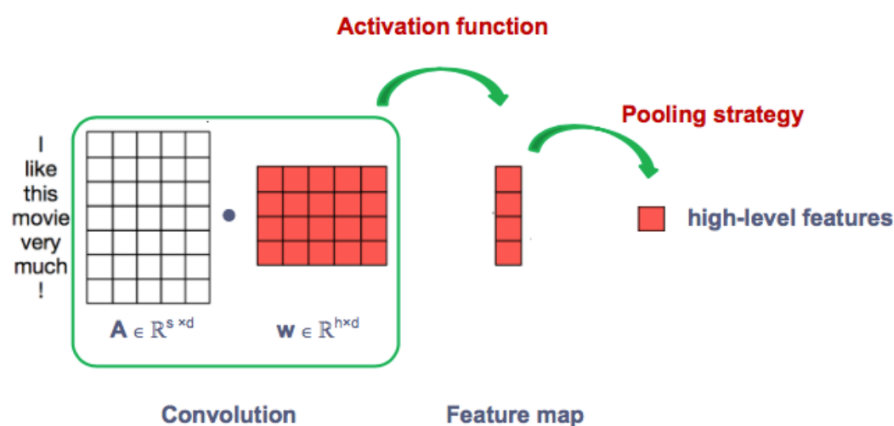 Activation function
Pooling strategy
I
like
this
movie
very
much
!
high-level features
A ∈ ℝ^{s×d}
w ∈ ℝ^{h×d}
Convolution
Feature map